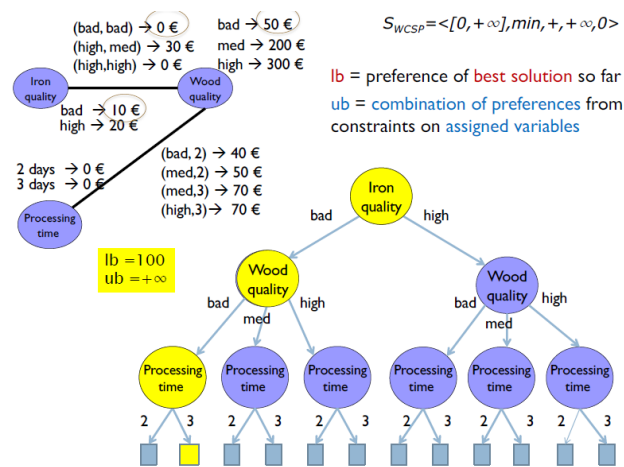 (bad, bad) → 0 €
(high, med) → 30 €
(high,high) → 0 €
bad → 50 €
med → 200 €
high → 300 €
S_WCSP=<[0,+∞],min,+,+∞,0>
lb = preference of best solution so far
ub = combination of preferences from
constraints on assigned variables
Iron
quality
Wood
quality
bad → 10 €
high → 20 €
2 days → 0 €
3 days → 0 €
(bad, 2) → 40 €
(med,2) → 50 €
(med,3) → 70 €
(high,3) → 70 €
Processing
time
lb =100
ub =+∞
Iron
quality
bad
high
Wood
quality
Wood
quality
bad
med
high
bad
med
high
Processing
time
Processing
time
Processing
time
Processing
time
Processing
time
Processing
time
2 3 2 3 2 3 2 3 2 3 2 3